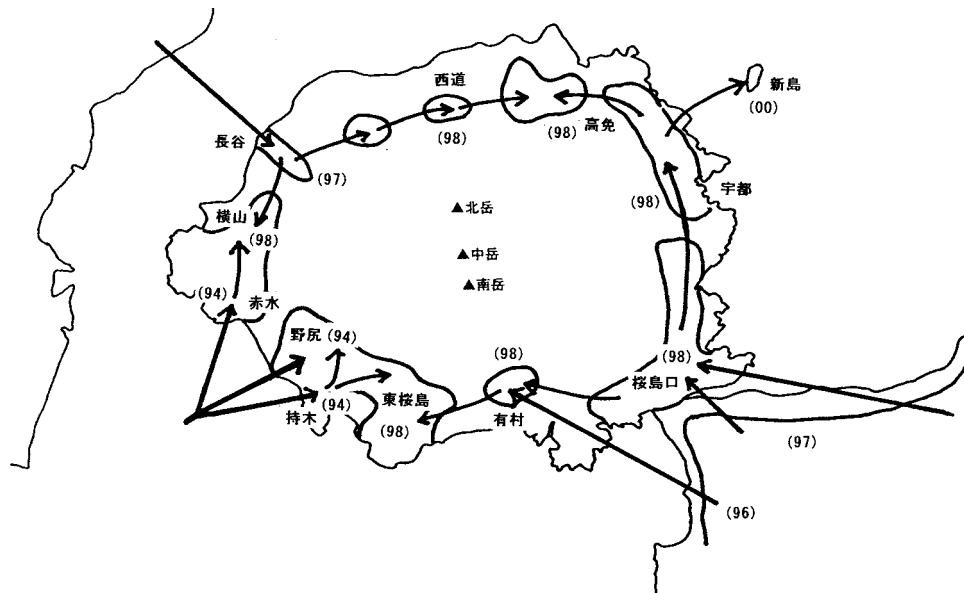 西道
新島
(00)
長谷
(98)
(98)
高免
(97)
宇都
(98)
▲北岳
横山
(98)
▲中岳
▲南岳
(94)
赤水
野尻
(94)
(98)
(98)
桜島口
持木
(94)
東桜島
(98)
有村
(97)
(96)